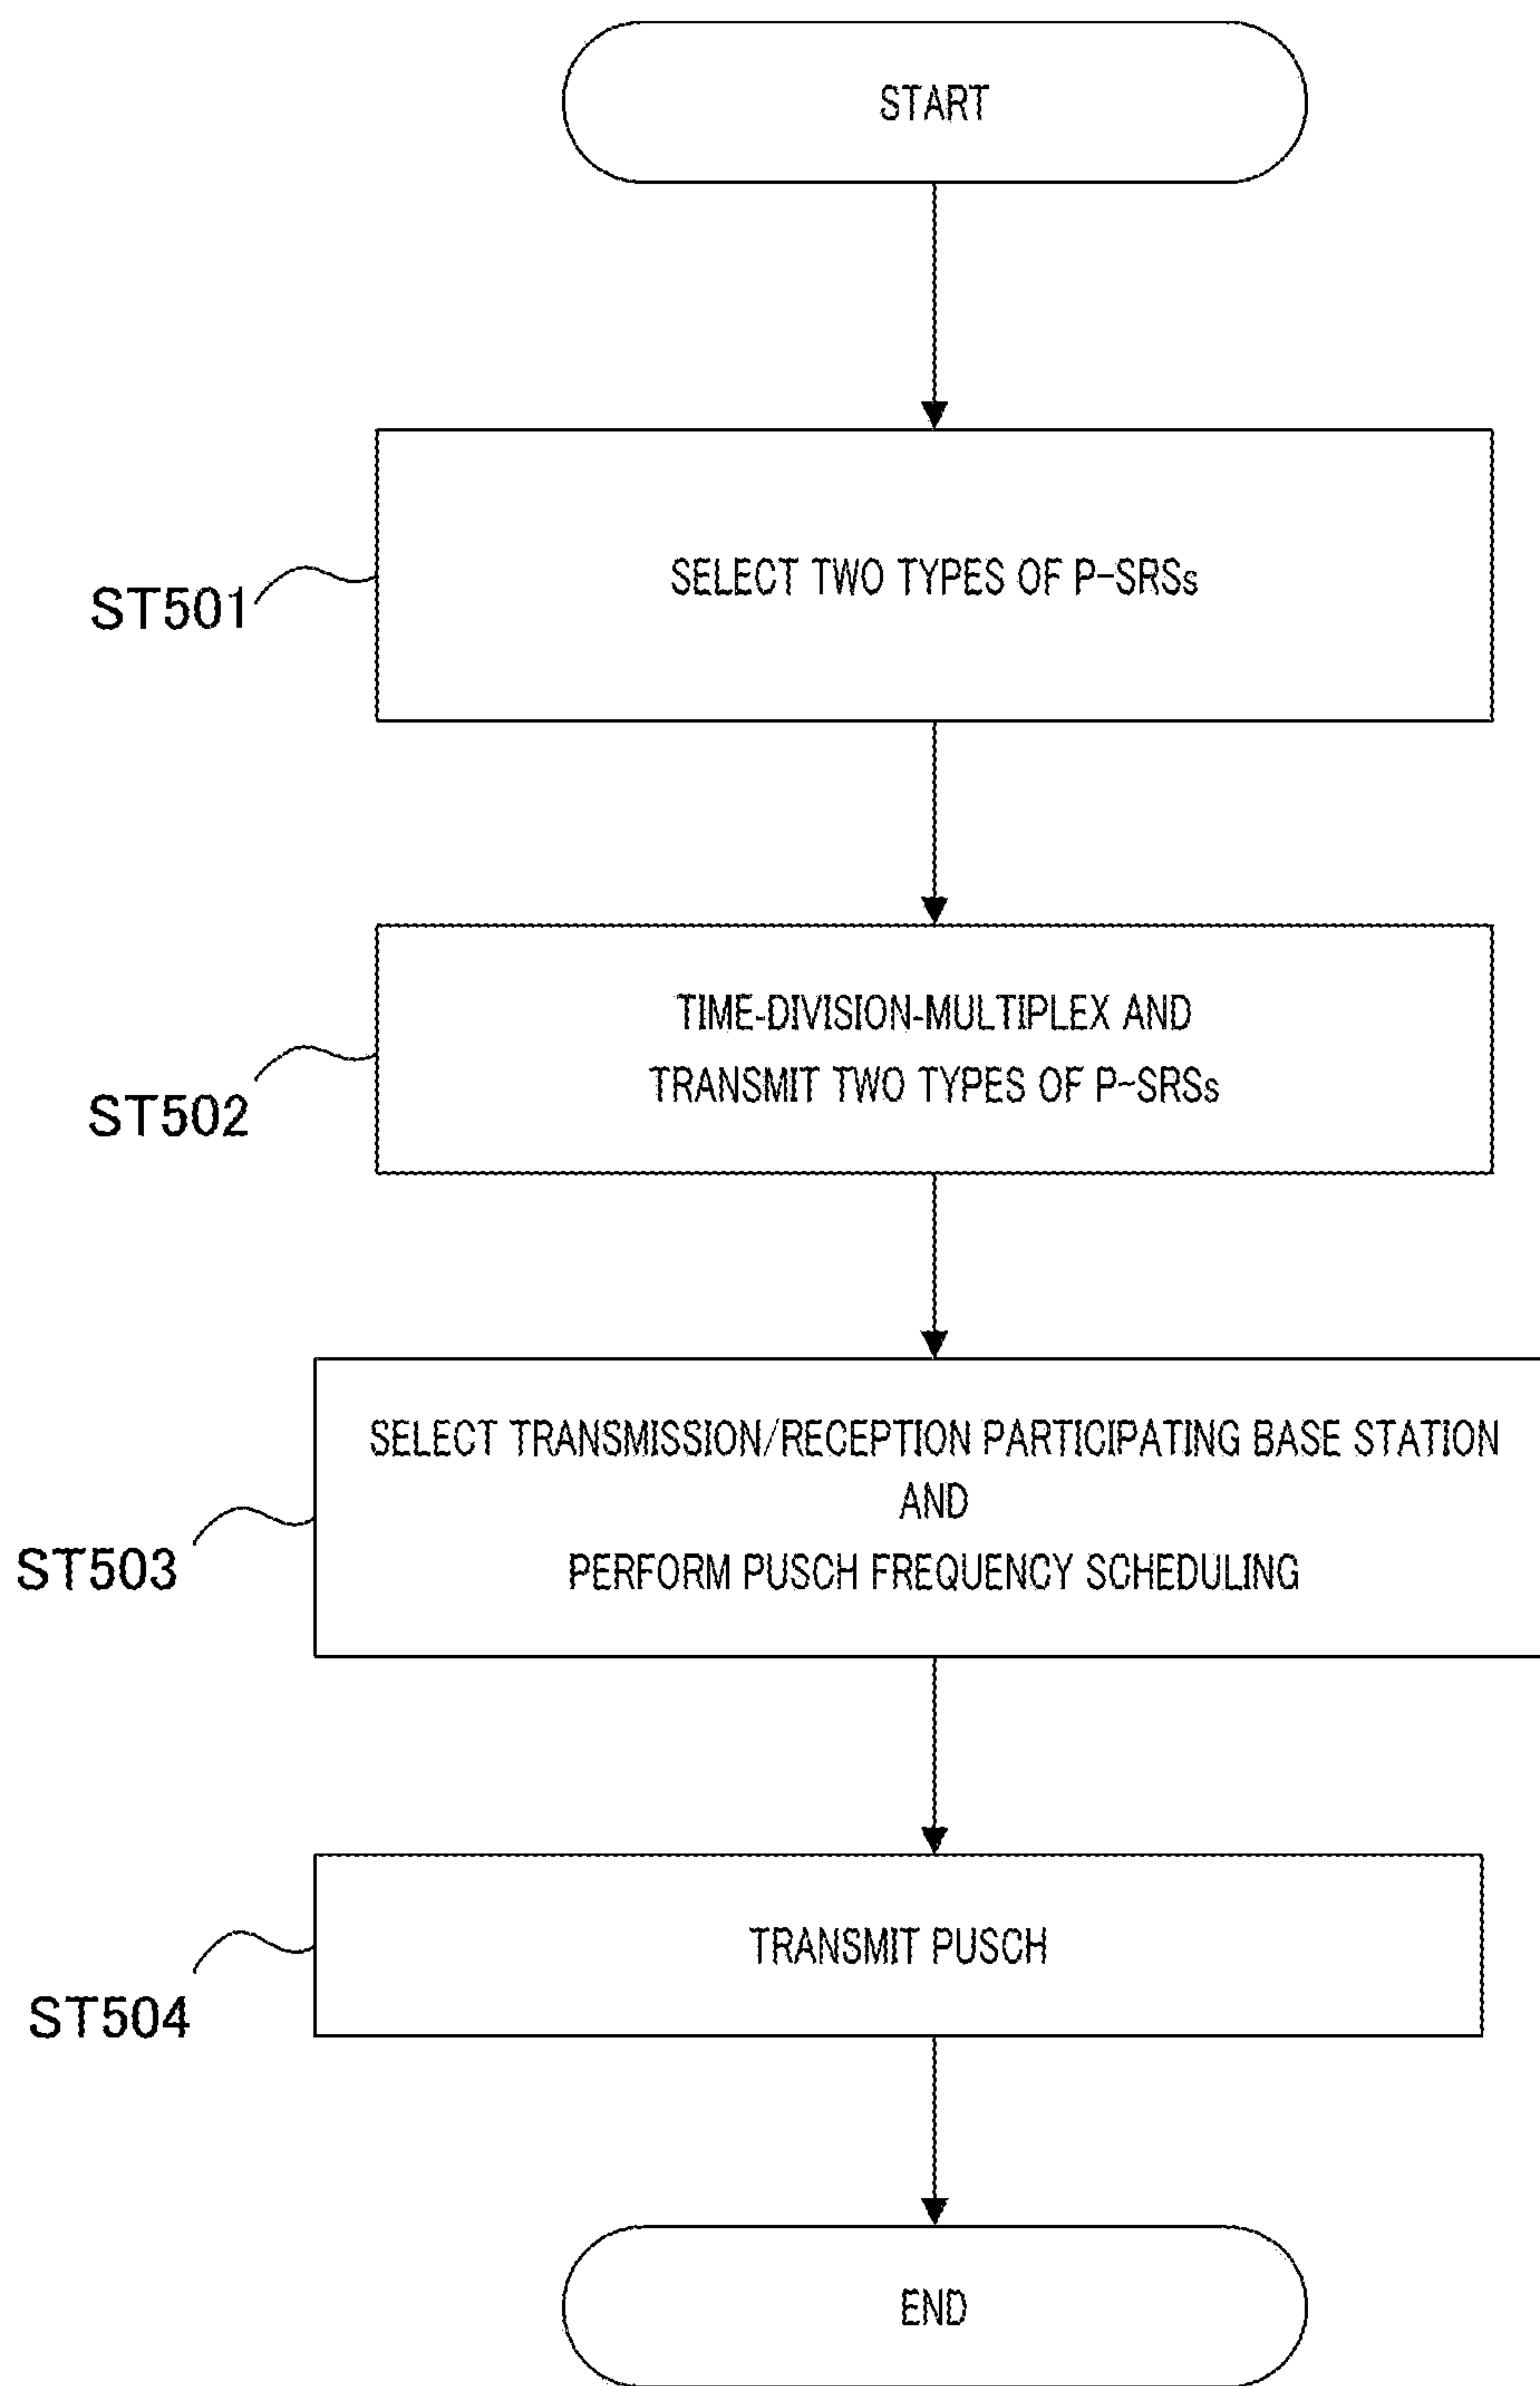 START
SELECT TWO TYPES OF P-SRSs
ST501
TIME-DIVISION-MULTIPLEX AND
TRANSMIT TWO TYPES OF P-SRSs
ST502
SELECT TRANSMISSION/RECEPTION PARTICIPATING BASE STATION
AND
PERFORM PUSCH FREQUENCY SCHEDULING
ST503
TRANSMIT PUSCH
ST504
END